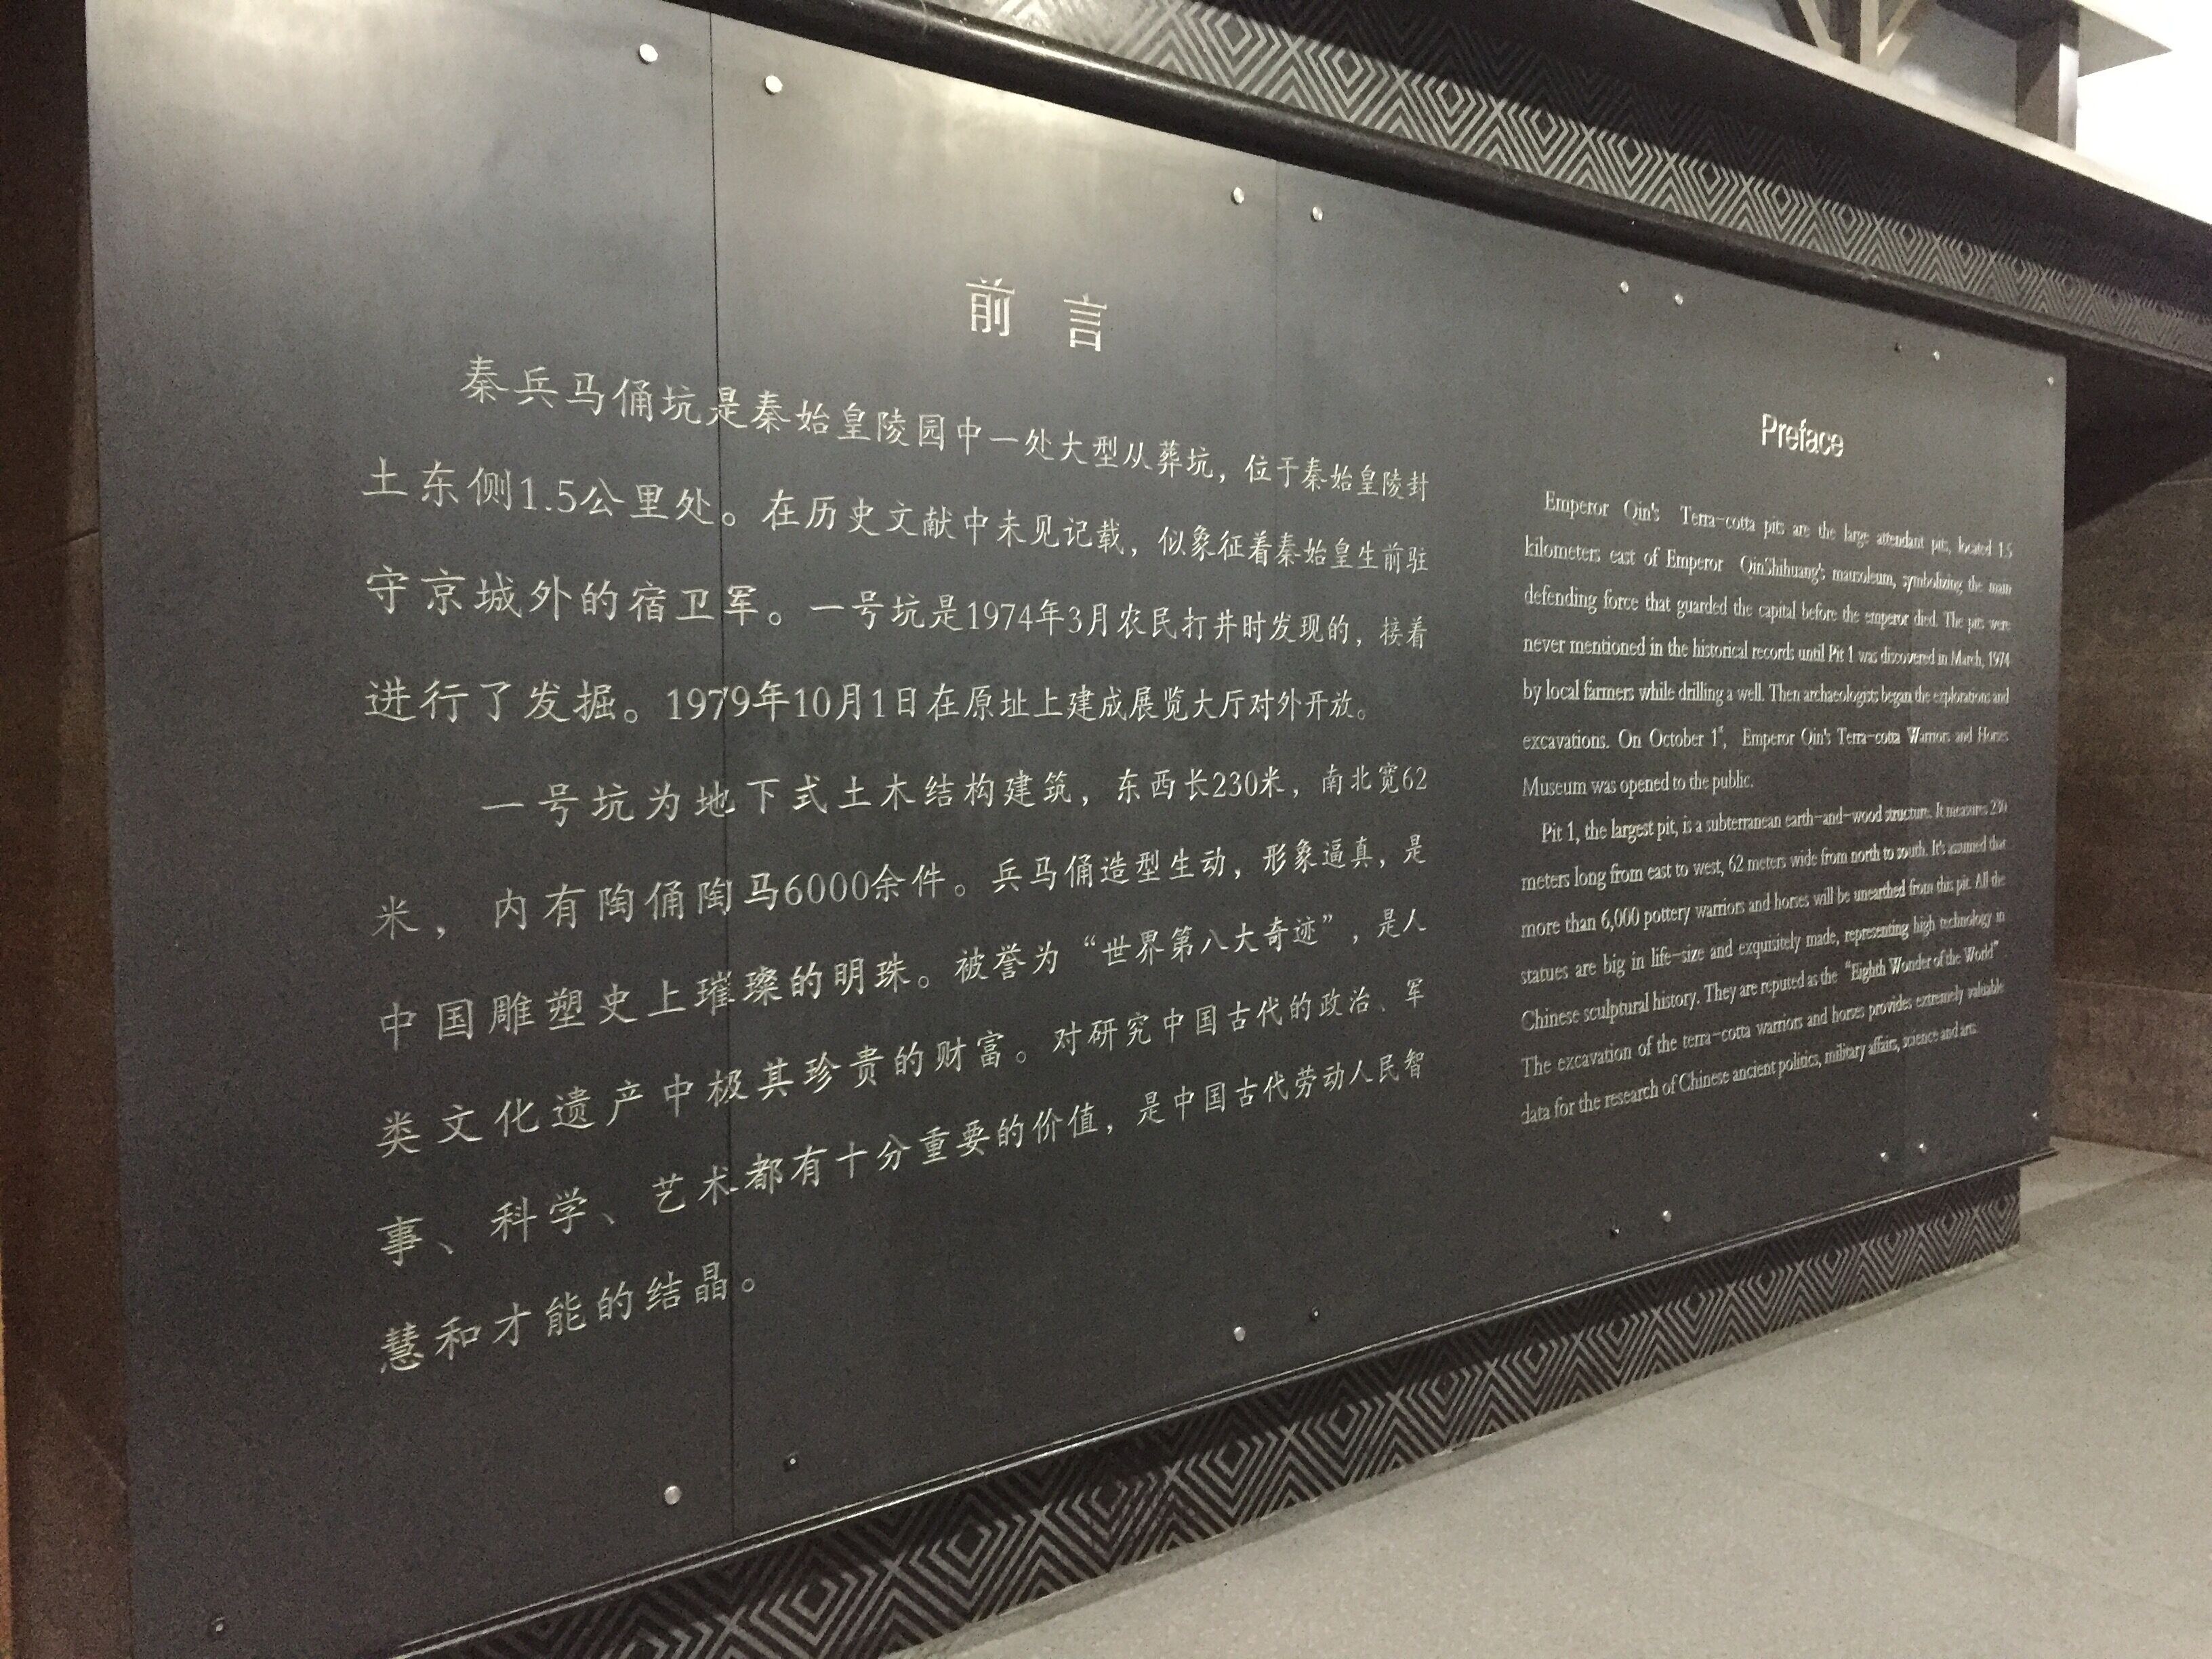 前言
秦兵马俑坑是秦始皇陵园中一处大型从葬坑，位于秦始皇陵封
土东侧1.5公里处。在历史文献中未见记载，似象征着秦始皇生前驻
守京城外的宿卫军。一号坑是1974年3月农民打井时发现的，接着
进行了发掘。1979年10月1日在原址上建成展览大厅对外开放。
一号坑为地下式土木结构建筑，东西长230米，南北宽62
米，内有陶俑陶马6000余件。兵马俑造型生动，形象逼真，是
中国雕塑史上璀璨的明珠。被誉为“世界第八大奇迹”，是人
类文化遗产中极其珍贵的财富。对研究中国古代的政治、军
事、科学、艺术都有十分重要的价值，是中国古代劳动人民智
慧和才能的结晶。
Preface
Emperor Qin's Terra-cotta pits are the large attendant pits, located 1.5
kilometers east of Emperor QinShihuang's mausoleum, symbolizing the main
defending force that guarded the capital before the emperor died. The pits were
never mentioned in the historical records until Pit 1 was discovered in March, 1974
by local farmers while drilling a well. Then archaeologists began the explorations and
excavations. On October 1st, Emperor Qin's Terra-cotta Warriors and Horses
Museum was opened to the public.
Pit 1, the largest pit, is a subterranean earth-and-wood structure. It measures 230
meters long from east to west, 62 meters wide from north to south. It's assumed that
more than 6,000 pottery warriors and horses will be unearthed from this pit. All the
statues are big in life-size and exquisitely made, representing high technology in
Chinese sculptural history. They are reputed as the "Eighth Wonder of the World".
The excavation of the terra-cotta warriors and horses provides extremely valuable
data for the research of Chinese ancient politics, military affairs, science and arts.